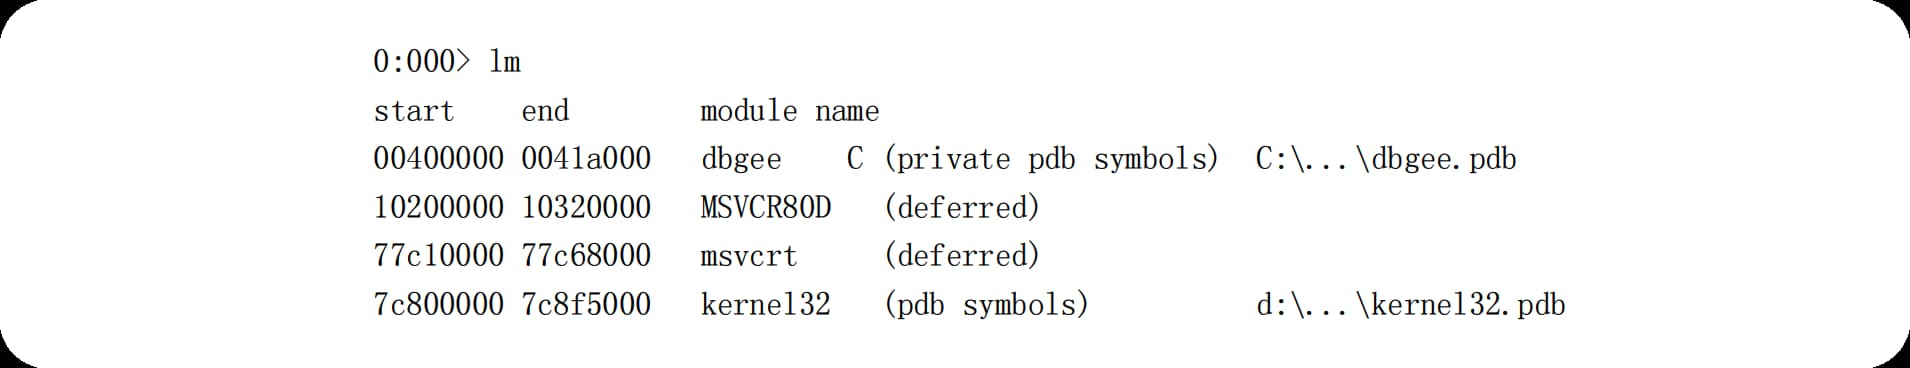 0:000> lm
start    end        module name
00400000 0041a000   dbgee    C (private pdb symbols)  C:\...\dbgee.pdb
10200000 10320000   MSVCR80D   (deferred)
77c10000 77c68000   msvcrt     (deferred)
7c800000 7c8f5000   kernel32   (pdb symbols)          d:\...\kernel32.pdb